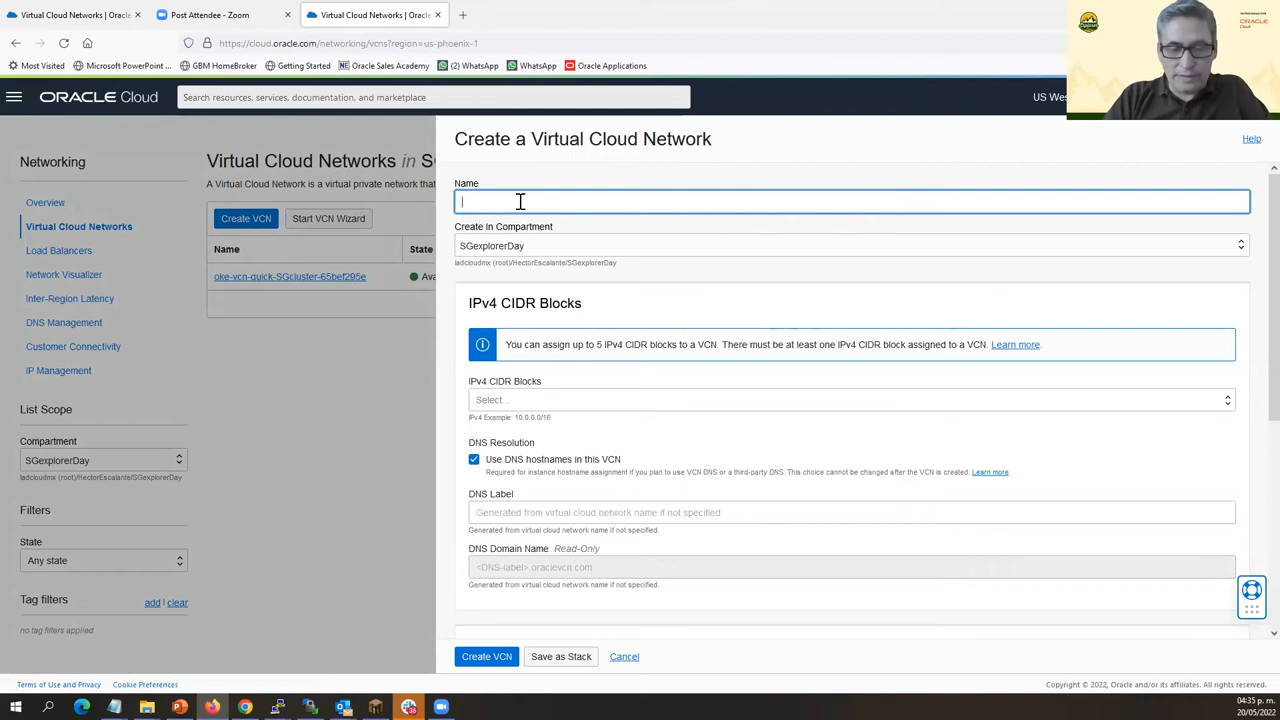 Virtual Cloud Networks | Oracle C
Post Attendee - Zoom
Virtual Cloud Networks | Oracle C
https://cloud.oracle.com/networking/vcns?region=us-phoenix-1
Most Visited
Microsoft PowerPoint ...
GBM HomeBroker
Getting Started
Oracle Sales Academy
(2) WhatsApp
WhatsApp
Oracle Applications
ORACLE Cloud
Search resources, services, documentation, and marketplace
US We
ORACLE
Cloud
Networking
Overview
Virtual Cloud Networks
Load Balancers
Network Visualizer
Inter-Region Latency
DNS Management
Customer Connectivity
IP Management
List Scope
Compartment
SGexplorerDay
ladcloudmx (root)/HectorEscalante/SGexplorerDay
Filters
State
Any state
Tag filters
add | clear
no tag filters applied
Virtual Cloud Networks in S
A Virtual Cloud Network is a virtual private network that
Create VCN
Start VCN Wizard
Name
State
oke-vcn-quick-SGcluster-65bef295e
Ava
Create a Virtual Cloud Network
Help
Name
Create In Compartment
SGexplorerDay
ladcloudmx (root)/HectorEscalante/SGexplorerDay
IPv4 CIDR Blocks
You can assign up to 5 IPv4 CIDR blocks to a VCN. There must be at least one IPv4 CIDR block assigned to a VCN. Learn more.
IPv4 CIDR Blocks
Select...
IPv4 Example: 10.0.0.0/16
DNS Resolution
Use DNS hostnames in this VCN
Required for instance hostname assignment if you plan to use VCN DNS or a third-party DNS. This choice cannot be changed after the VCN is created. Learn more.
DNS Label
Generated from virtual cloud network name if not specified
Generated from virtual cloud network name if not specified.
DNS Domain Name Read-Only
<DNS-label>.oraclevcn.com
Generated from virtual cloud network name if not specified.
Create VCN
Save as Stack
Cancel
Terms of Use and Privacy
Cookie Preferences
Copyright © 2022, Oracle and/or its affiliates. All rights reserved.
04:35 p. m.
20/05/2022